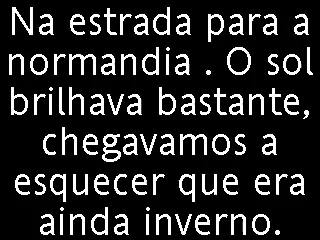 Na estrada para a
normandia . O sol
brilhava bastante,
chegavamos a
esquecer que era
ainda inverno.